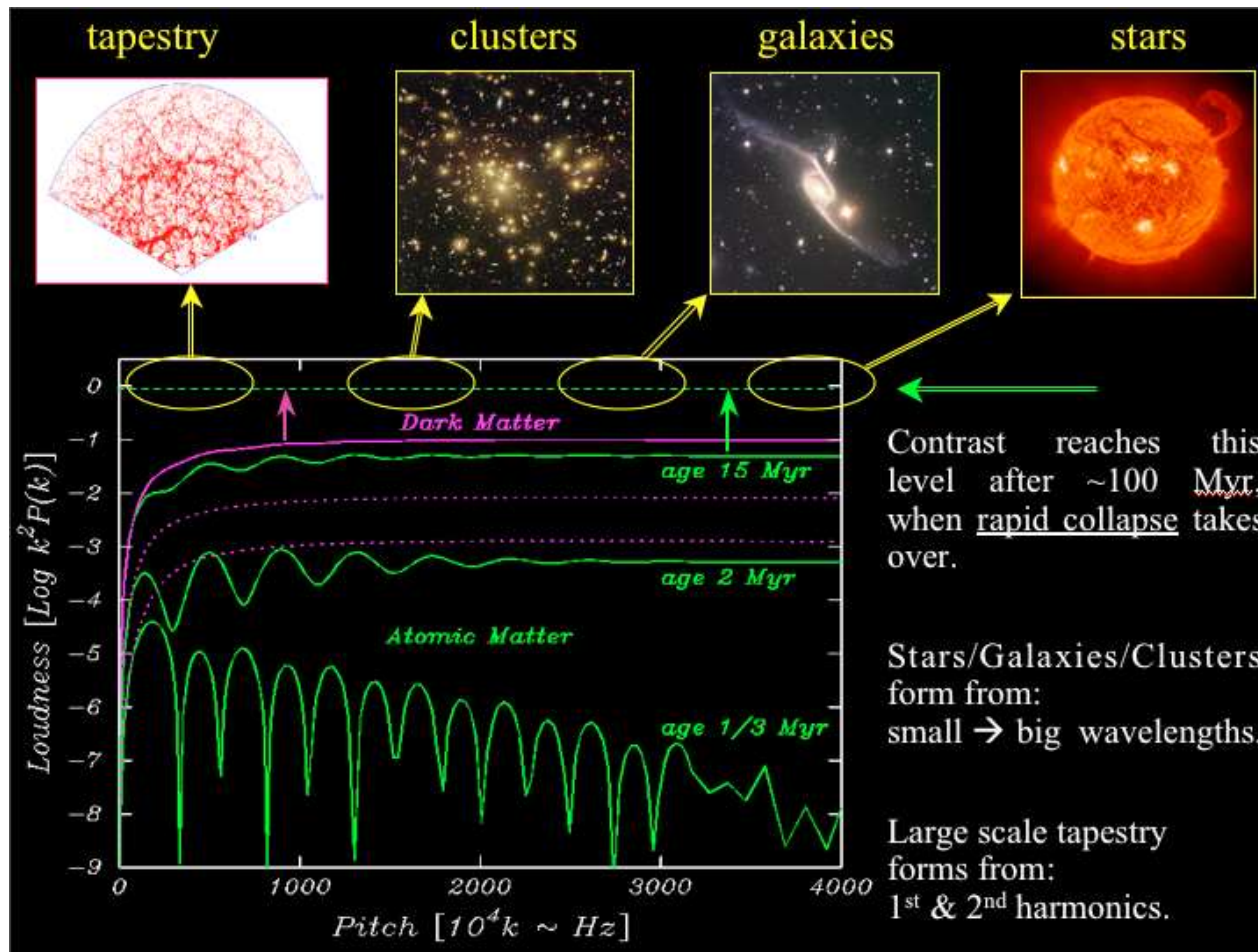 tapestry clusters galaxies stars
0
-1
-2
-3
-4
-5
-6
-7
-8
-9
Loudness [Log k²P(k)]
Dark Matter
age 15 Myr
age 2 Myr
Atomic Matter
age 1/3 Myr
0 1000 2000 3000 4000
Pitch [10⁴k ~ Hz]
Contrast reaches this
level after ~100 Myr,
when rapid collapse takes
over.
Stars/Galaxies/Clusters
form from:
small → big wavelengths.
Large scale tapestry
forms from:
1st & 2nd harmonics.